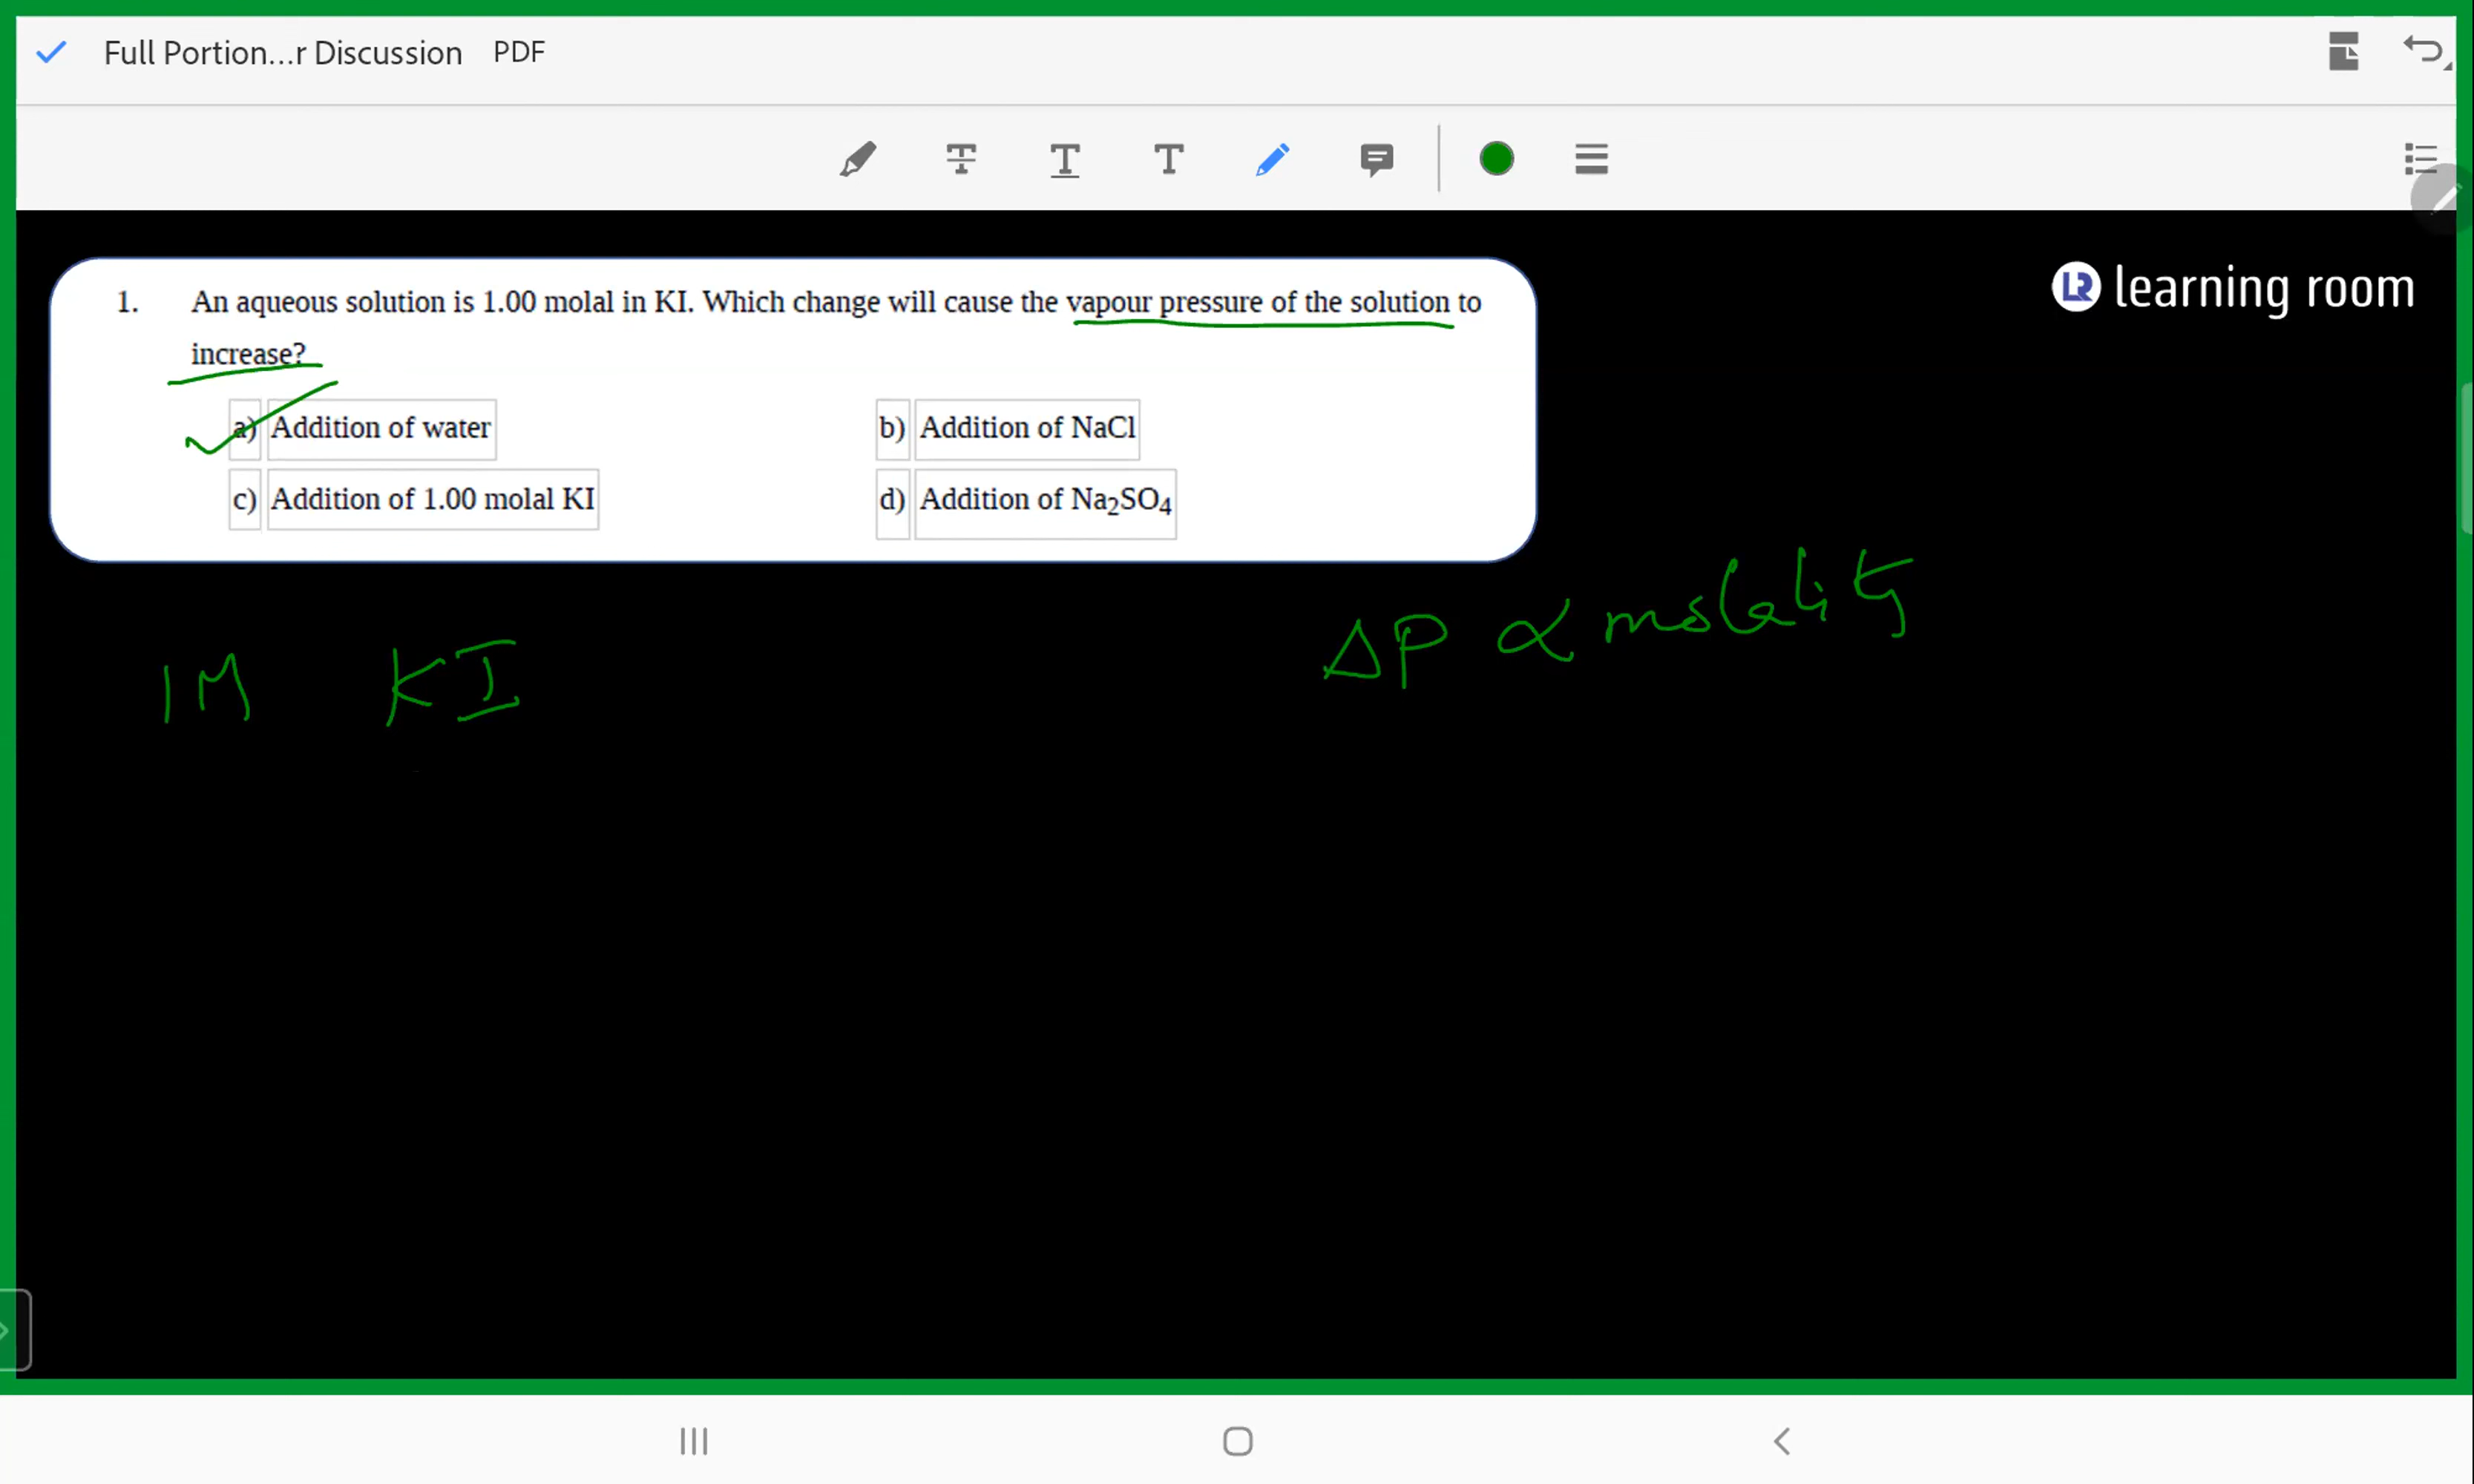 Full Portion...r Discussion PDF
LR learning room
1. An aqueous solution is 1.00 molal in KI. Which change will cause the vapour pressure of the solution to
increase?
a) Addition of water b) Addition of NaCl
c) Addition of 1.00 molal KI d) Addition of Na₂SO₄
ΔP ∝ molality
1M KI